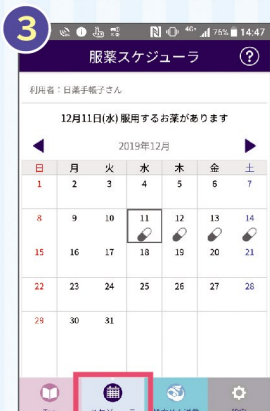 3
4G 76% 14:47
服薬スケジューラ ?
利用者：日薬手帳子さん
12月11日(水) 服用するお薬があります
2019年12月
日 月 火 水 木 金 土
1 2 3 4 5 6 7
8 9 10 11 12 13 14
15 16 17 18 19 20 21
22 23 24 25 26 27 28
29 30 31